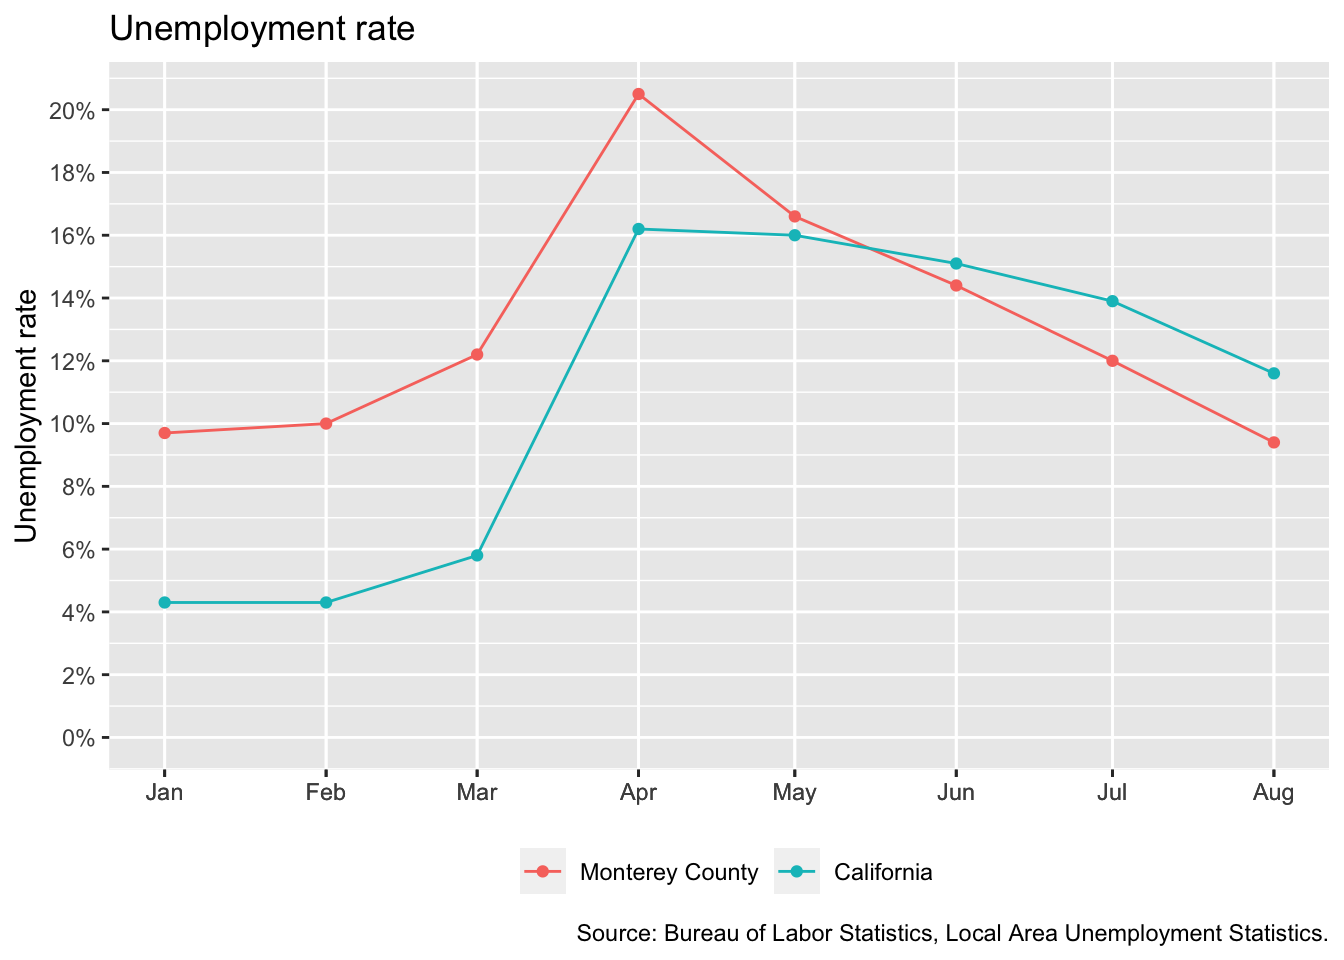 Unemployment rate
Unemployment rate
20%
18%
16%
14%
12%
10%
8%
6%
4%
2%
0%
Jan Feb Mar Apr May Jun Jul Aug
Monterey County California
Source: Bureau of Labor Statistics, Local Area Unemployment Statistics.